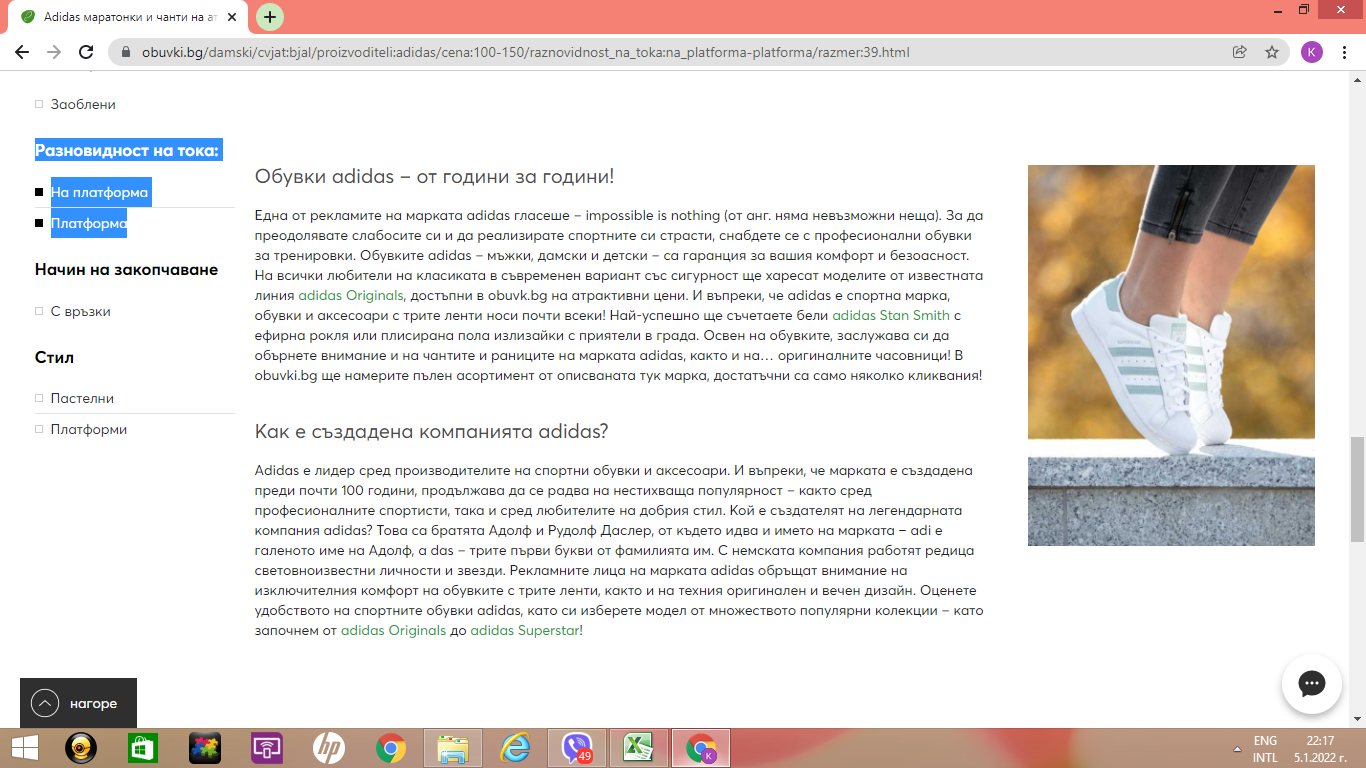 Adidas маратонки и чанти на ат
obuvki.bg/damski/cvjat:bjal/proizvoditeli:adidas/cena:100-150/raznovidnost_na_toka:na_platforma-platforma/razmer:39.html
K
Заоблени
Разновидност на тока:
На платформа
Платформа
Начин на закопчаване
С връзки
Стил
Пастелни
Платформи
Обувки adidas – от години за години!
Една от рекламите на марката adidas гласеше – impossible is nothing (от анг. няма невъзможни неща). За да
преодолявате слабосите си и да реализирате спортните си страсти, снабдете се с професионални обувки
за тренировки. Обувките adidas – мъжки, дамски и детски – са гаранция за вашия комфорт и безоасност.
На всички любители на класиката в съвременен вариант със сигурност ще харесат моделите от известната
линия adidas Originals, достъпни в obuvk.bg на атрактивни цени. И въпреки, че adidas е спортна марка,
обувки и аксесоари с трите ленти носи почти всеки! Най-успешно ще съчетаете бели adidas Stan Smith с
ефирна рокля или плисирана пола излизайки с приятели в града. Освен на обувките, заслужава си да
обърнете внимание и на чантите и раниците на марката adidas, както и на… оригиналните часовници! В
obuvki.bg ще намерите пълен асортимент от описваната тук марка, достатъчни са само няколко кликвания!
Как е създадена компанията adidas?
Adidas е лидер сред производителите на спортни обувки и аксесоари. И въпреки, че марката е създадена
преди почти 100 години, продължава да се радва на нестихваща популярност – както сред
професионалните спортисти, така и сред любителите на добрия стил. Кой е създателят на легендарната
компания adidas? Това са братята Адолф и Рудолф Даслер, от където идва и името на марката – adi е
галеното име на Адолф, а das – трите първи букви от фамилията им. С немската компания работят редица
световноизвестни личности и звезди. Рекламните лица на марката adidas обръщат внимание на
изключителния комфорт на обувките с трите ленти, както и на техния оригинален и вечен дизайн. Оценете
удобството на спортните обувки adidas, като си изберете модел от множеството популярни колекции – като
започнем от adidas Originals до adidas Superstar!
нагоре
hp
49
K
ENG
INTL
22:17
5.1.2022 г.